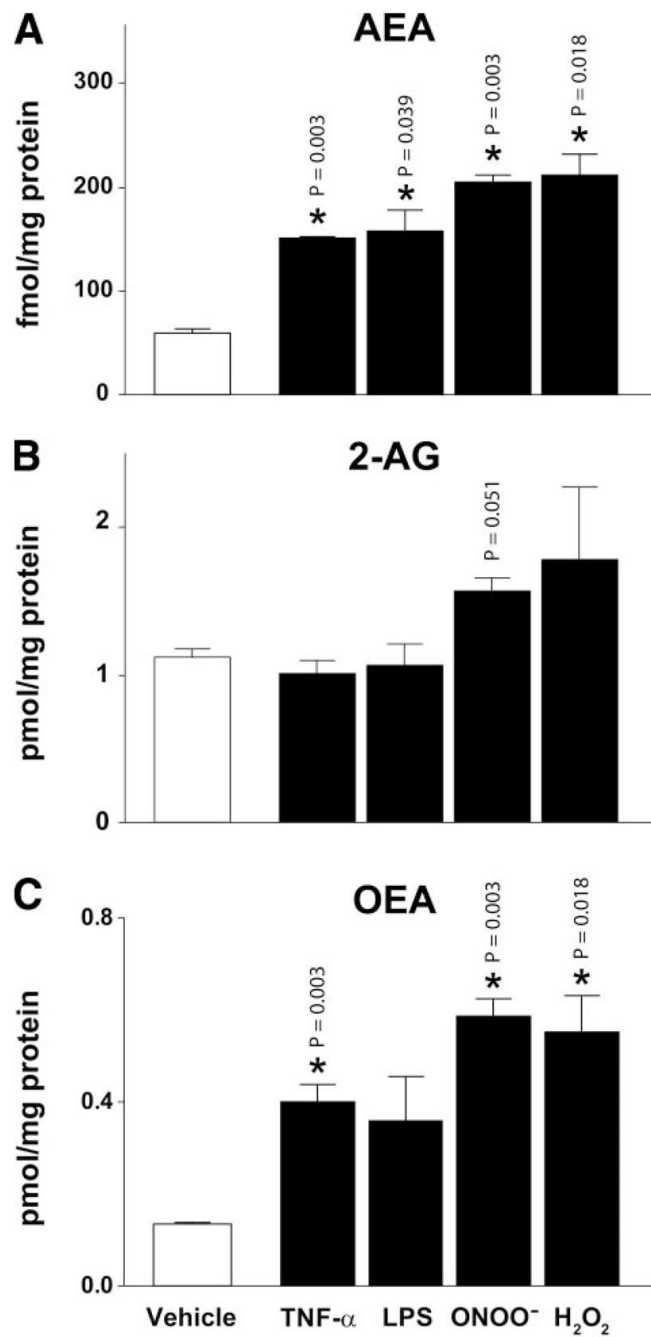 A
AEA
fmol/mg protein
300
200
100
0
P = 0.003
*
P = 0.039
*
P = 0.003
*
P = 0.018
*
B
2-AG
pmol/mg protein
2
1
0
P = 0.051
C
OEA
pmol/mg protein
0.8
0.4
0.0
P = 0.003
*
P = 0.003
*
P = 0.018
*
Vehicle TNF-α LPS ONOO⁻ H₂O₂